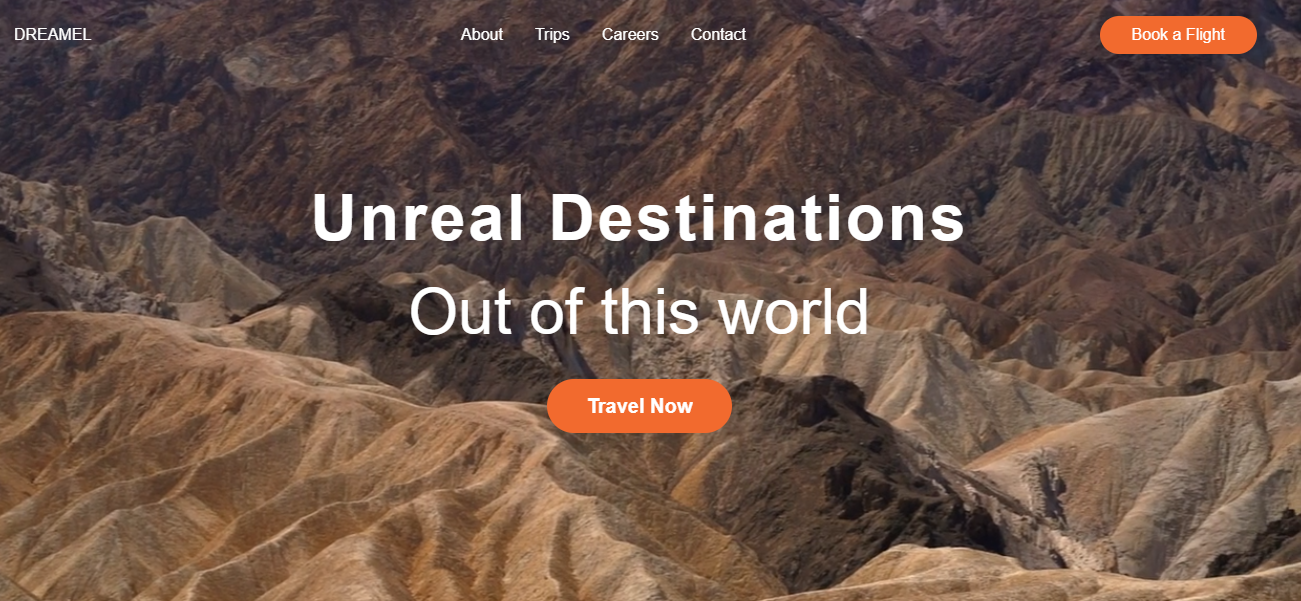 DREAMEL
About Trips Careers Contact
Book a Flight
Unreal Destinations
Out of this world
Travel Now